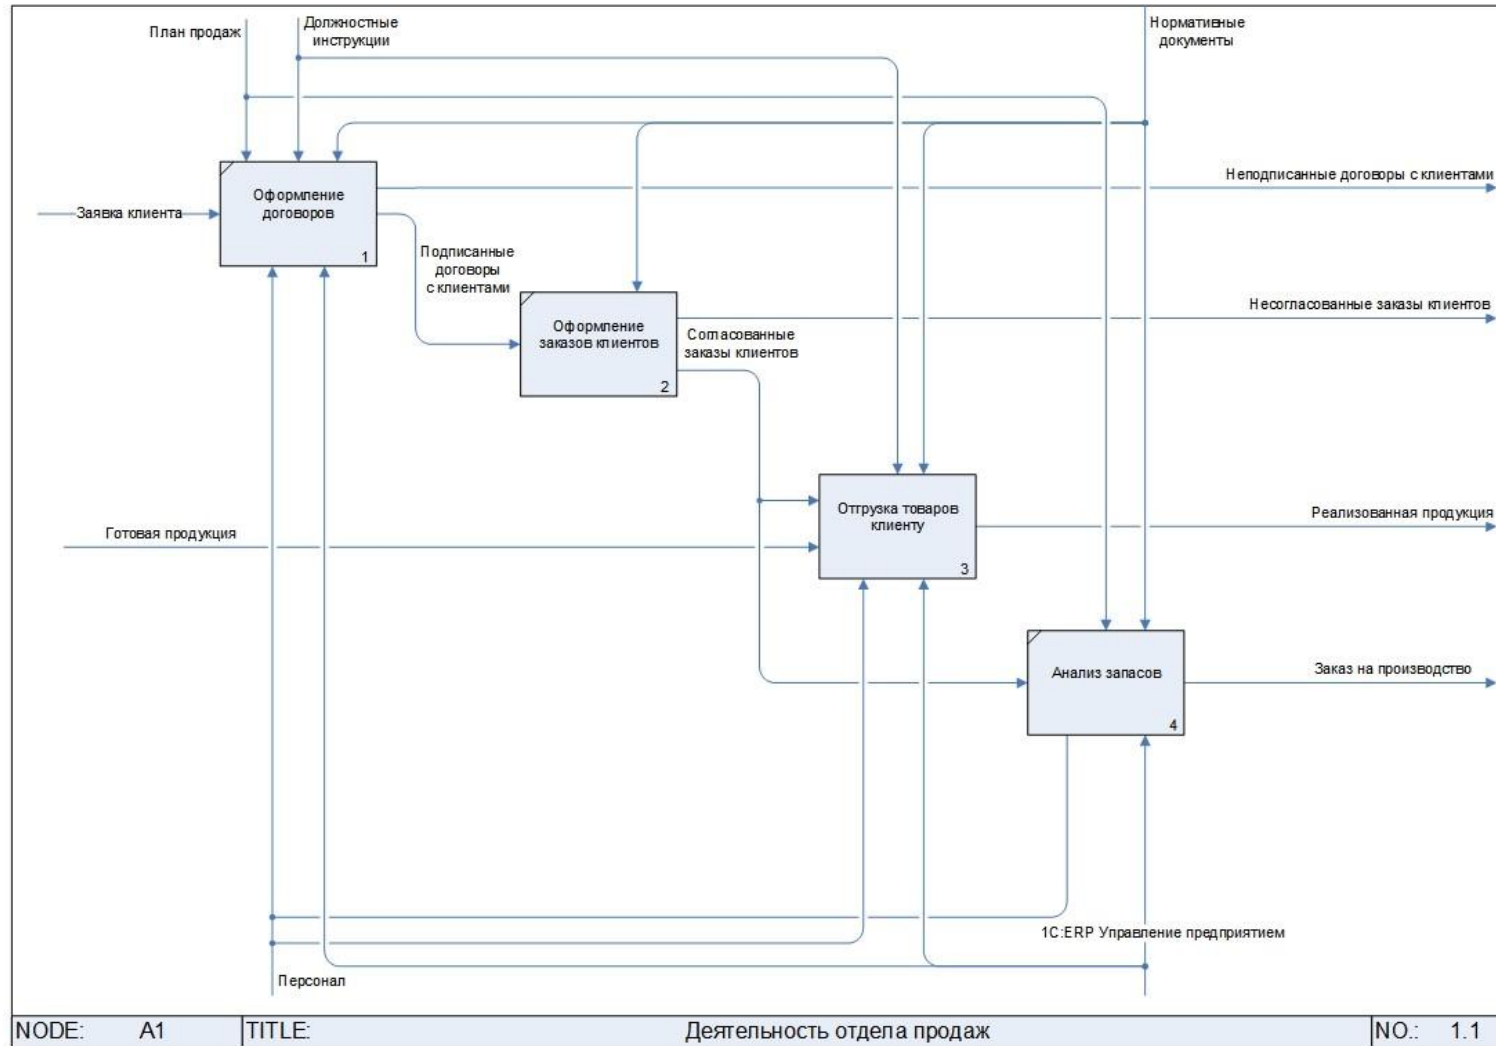 План продаж
Должностные
инструкции
Нормативные
документы
Неподписанные договоры с клиентами
Оформление
договоров
1
Заявка клиента
Подписанные
договоры
с клиентами
Несогласованные заказы клиентов
Оформление
заказов клиентов
2
Согласованные
заказы клиентов
Отгрузка товаров
клиенту
3
Реализованная продукция
Готовая продукция
Анализ запасов
4
Заказ на производство
1С:ERP Управление предприятием
Персонал
NODE: A1 TITLE: Деятельность отдела продаж NO.: 1.1